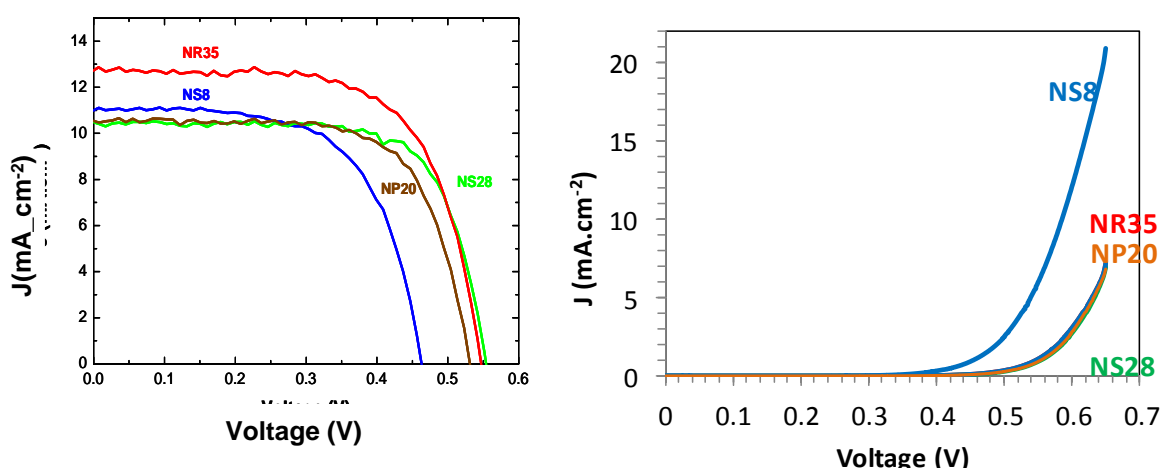 14
12
10
8
6
4
2
0
0.0 0.1 0.2 0.3 0.4 0.5 0.6
J(mA_cm-2)
NR35
NS8
NP20
NS28
Voltage (V)
20
15
10
5
0
0 0.1 0.2 0.3 0.4 0.5 0.6 0.7
J (mA.cm-2)
NS8
NR35
NP20
NS28
Voltage (V)